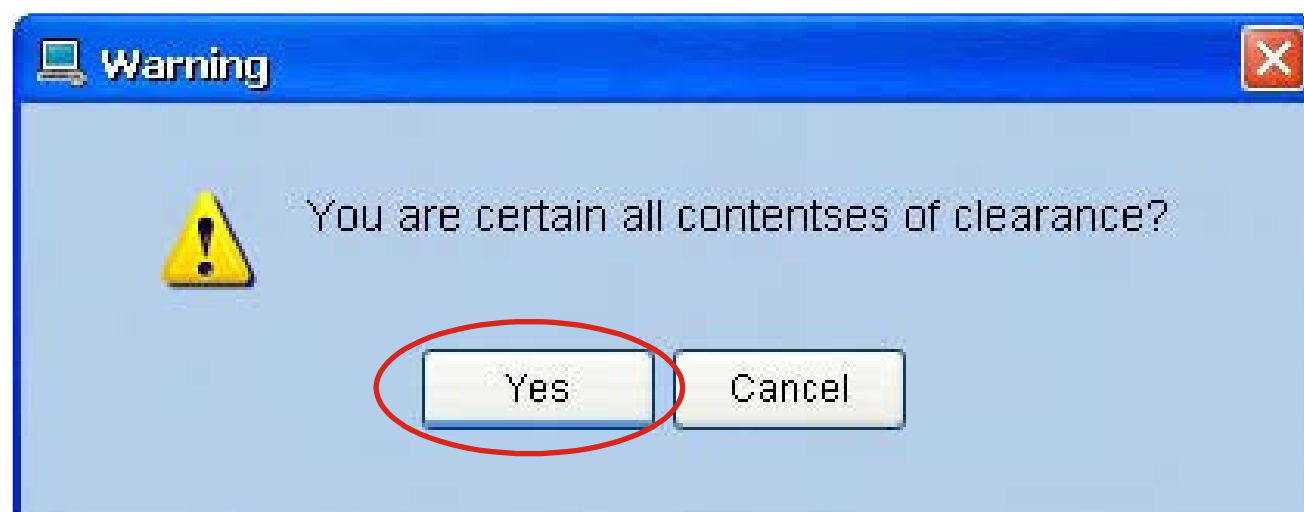 Warning
You are certain all contentses of clearance?
Yes Cancel